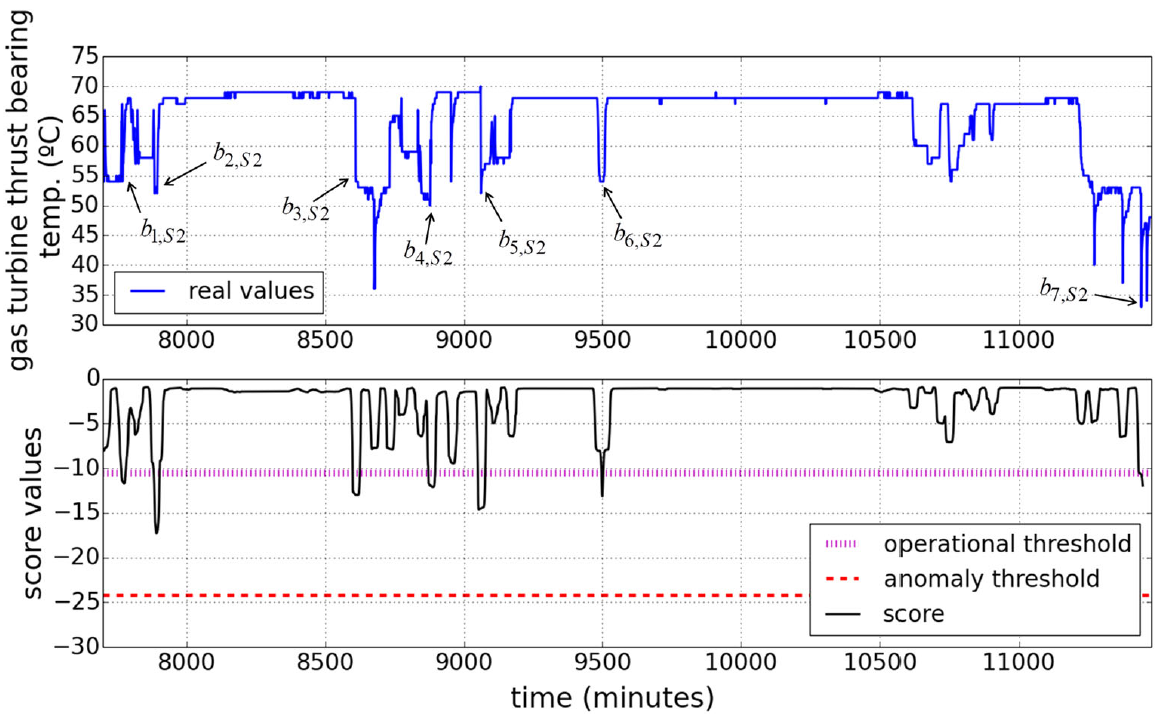 gas turbine thrust bearing
temp. (ºC)
75
70
65
60
55
50
45
40
35
30
b1,S2
b2,S2
b3,S2
b4,S2
b5,S2
b6,S2
b7,S2
real values
8000 8500 9000 9500 10000 10500 11000
score values
0
−5
−10
−15
−20
−25
−30
operational threshold
anomaly threshold
score
8000 8500 9000 9500 10000 10500 11000
time (minutes)